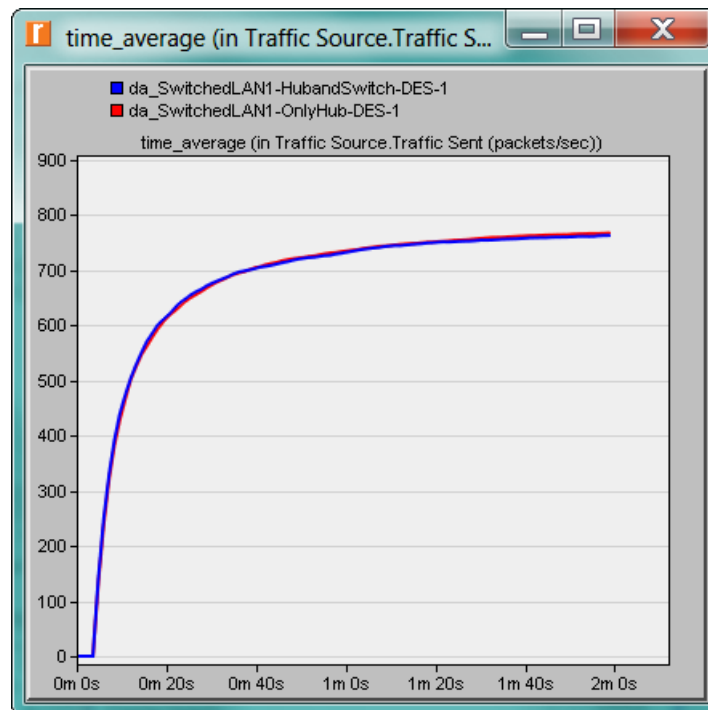 time_average (in Traffic Source.Traffic S...
da_SwitchedLAN1-HubandSwitch-DES-1
da_SwitchedLAN1-OnlyHub-DES-1
time_average (in Traffic Source.Traffic Sent (packets/sec))
900
800
700
600
500
400
300
200
100
0
0m 0s 0m 20s 0m 40s 1m 0s 1m 20s 1m 40s 2m 0s